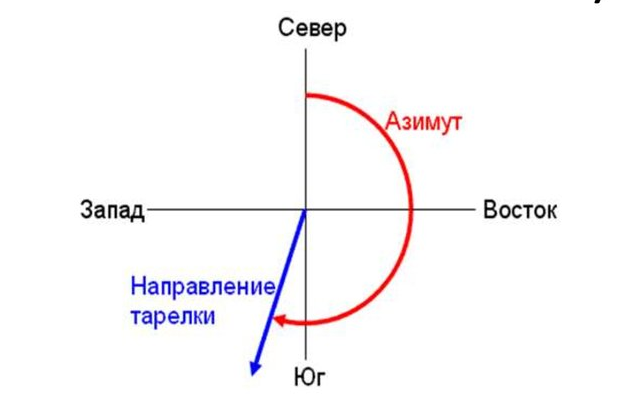 Север
Азимут
Запад
Восток
Направление
тарелки
Юг